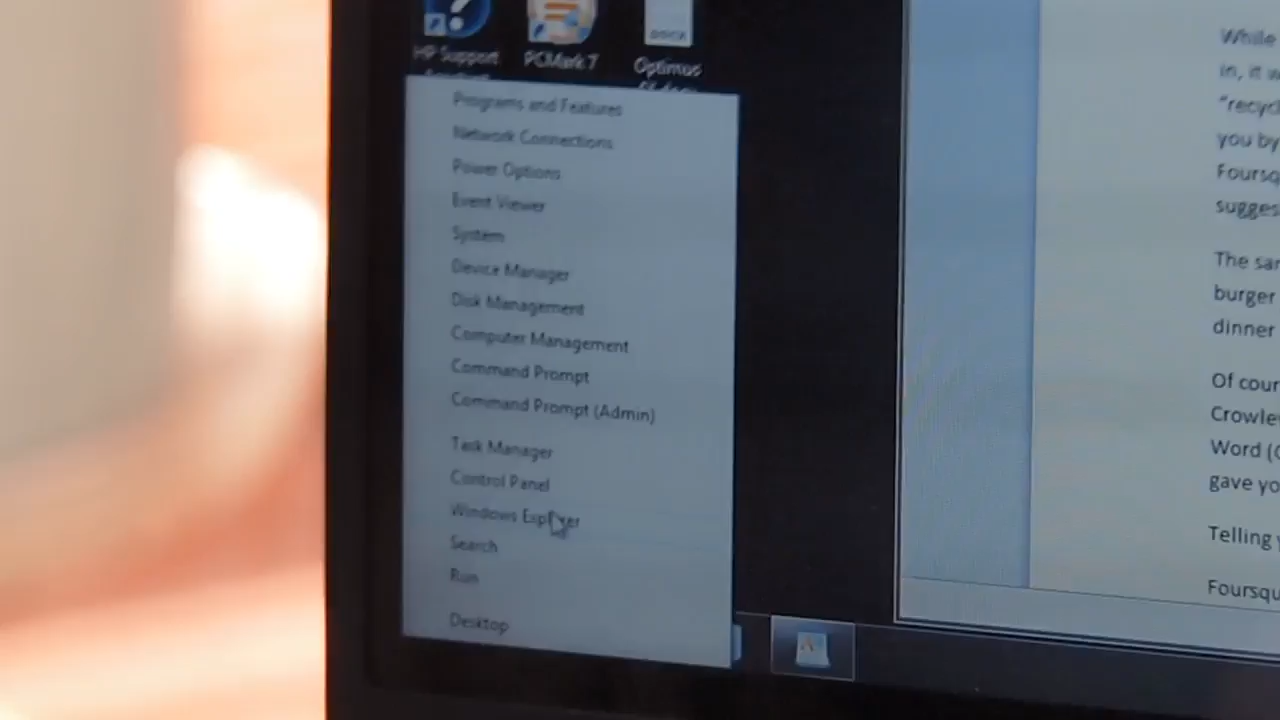 HP Support
PCMark 7
Optimus
Programs and Features
Network Connections
Power Options
Event Viewer
System
Device Manager
Disk Management
Computer Management
Command Prompt
Command Prompt (Admin)
Task Manager
Control Panel
Windows Explorer
Search
Run
Desktop
While
in, it w
"recycl
you by
Foursq
sugges
The sar
burger
dinner
Of cour
Crowle
Word (
gave yo
Telling
Foursqu